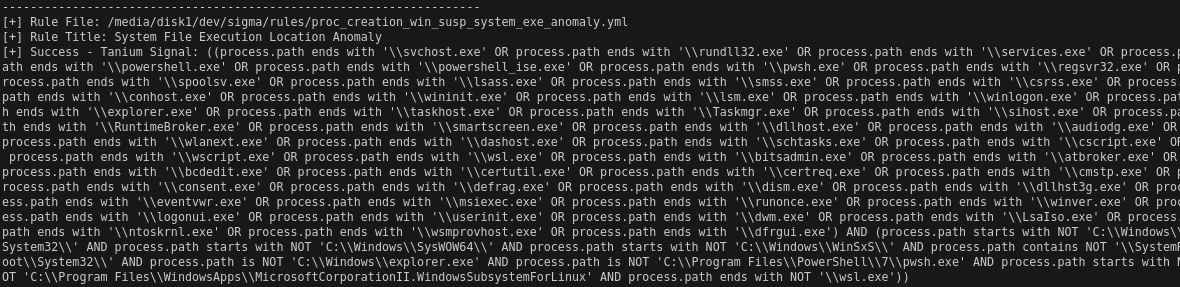 [+] Rule File: /media/disk1/dev/sigma/rules/proc_creation_win_susp_system_exe_anomaly.yml
[+] Rule Title: System File Execution Location Anomaly
[+] Success - Tanium Signal: ((process.path ends with '\\svchost.exe' OR process.path ends with '\\rundll32.exe' OR process.path ends with '\\services.exe' OR process.p
ath ends with '\\powershell.exe' OR process.path ends with '\\powershell_ise.exe' OR process.path ends with '\\pwsh.exe' OR process.path ends with '\\regsvr32.exe' OR p
rocess.path ends with '\\spoolsv.exe' OR process.path ends with '\\lsass.exe' OR process.path ends with '\\smss.exe' OR process.path ends with '\\csrss.exe' OR process.
path ends with '\\conhost.exe' OR process.path ends with '\\wininit.exe' OR process.path ends with '\\lsm.exe' OR process.path ends with '\\winlogon.exe' OR process.pat
h ends with '\\explorer.exe' OR process.path ends with '\\taskhost.exe' OR process.path ends with '\\Taskmgr.exe' OR process.path ends with '\\sihost.exe' OR process.pa
th ends with '\\RuntimeBroker.exe' OR process.path ends with '\\smartscreen.exe' OR process.path ends with '\\dllhost.exe' OR process.path ends with '\\audiodg.exe' OR
process.path ends with '\\wlanext.exe' OR process.path ends with '\\dashost.exe' OR process.path ends with '\\schtasks.exe' OR process.path ends with '\\cscript.exe' OR
process.path ends with '\\wscript.exe' OR process.path ends with '\\wsl.exe' OR process.path ends with '\\bitsadmin.exe' OR process.path ends with '\\atbroker.exe' OR
process.path ends with '\\bcdedit.exe' OR process.path ends with '\\certutil.exe' OR process.path ends with '\\certreq.exe' OR process.path ends with '\\cmstp.exe' OR p
rocess.path ends with '\\consent.exe' OR process.path ends with '\\defrag.exe' OR process.path ends with '\\dism.exe' OR process.path ends with '\\dllhst3g.exe' OR proc
ess.path ends with '\\eventvwr.exe' OR process.path ends with '\\msiexec.exe' OR process.path ends with '\\runonce.exe' OR process.path ends with '\\winver.exe' OR proc
ess.path ends with '\\logonui.exe' OR process.path ends with '\\userinit.exe' OR process.path ends with '\\dwm.exe' OR process.path ends with '\\LsaIso.exe' OR process.
path ends with '\\ntoskrnl.exe' OR process.path ends with '\\wsmprovhost.exe' OR process.path ends with '\\dfrgui.exe') AND (process.path starts with NOT 'C:\\Windows\\
System32\\' AND process.path starts with NOT 'C:\\Windows\\SysWOW64\\' AND process.path starts with NOT 'C:\\Windows\\WinSxS\\' AND process.path contains NOT '\\SystemR
oot\\System32\\' AND process.path is NOT 'C:\\Windows\\explorer.exe' AND process.path is NOT 'C:\\Program Files\\PowerShell\\7\\pwsh.exe' AND process.path starts with N
OT 'C:\\Program Files\\WindowsApps\\MicrosoftCorporationII.WindowsSubsystemForLinux' AND process.path ends with NOT '\\wsl.exe'))